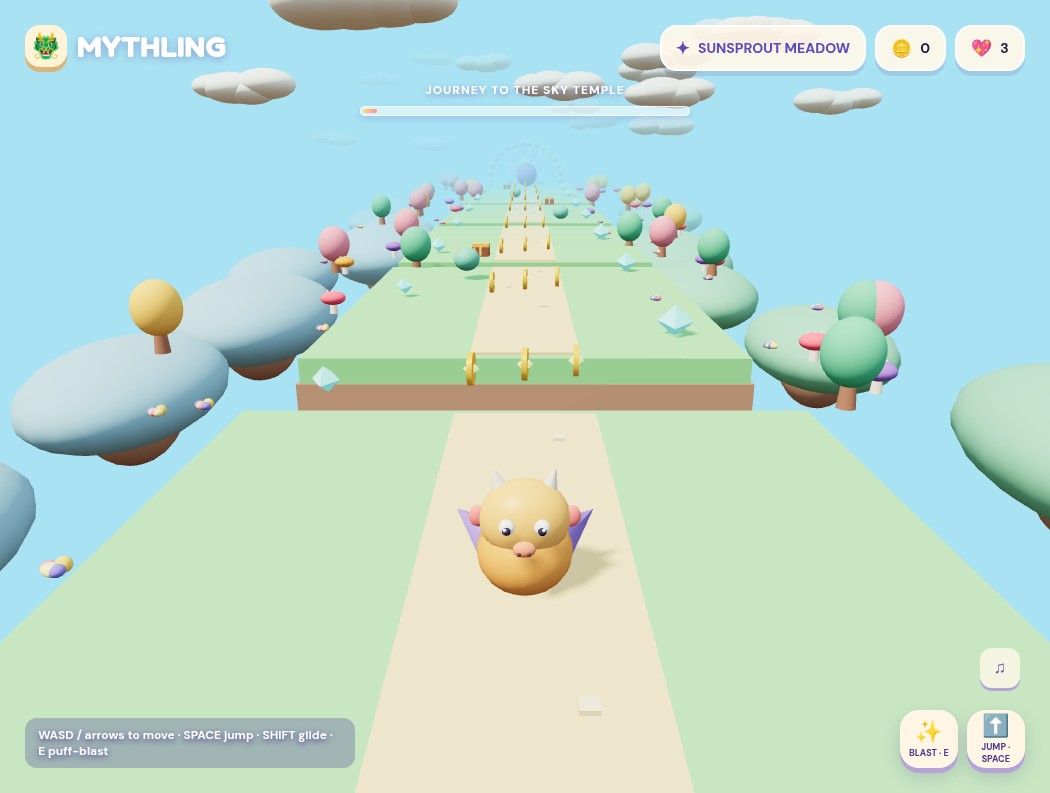 MYTHLING
✦ SUNSPROUT MEADOW
0
3
JOURNEY TO THE SKY TEMPLE
WASD / arrows to move · SPACE jump · SHIFT glide ·
E puff-blast
BLAST · E
JUMP ·
SPACE